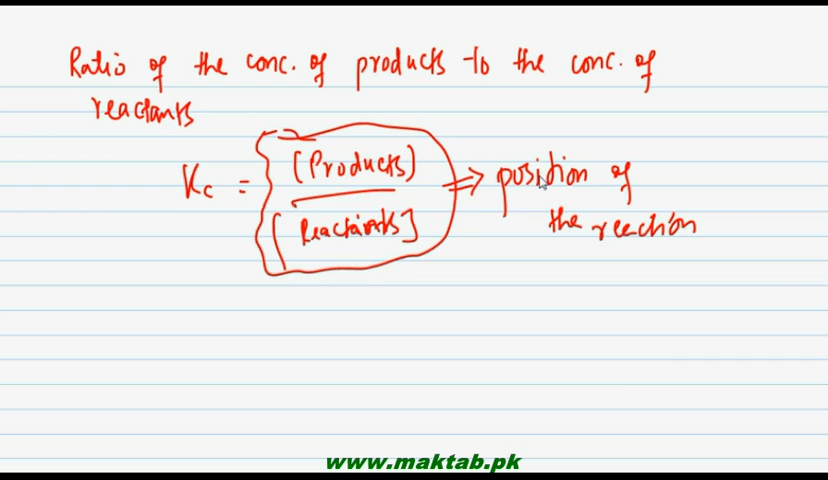 Ratio of the conc. of products to the conc. of
reactants
Kc = [Products] / [Reactants] ⇒ position of
the reaction
www.maktab.pk